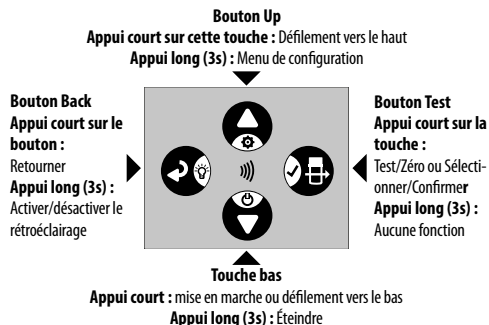 Bouton Up
Appui court sur cette touche : Défilement vers le haut
Appui long (3s) : Menu de configuration
Bouton Back
Appui court sur le
bouton :
Retourner
Appui long (3s) :
Activer/désactiver le
rétroéclairage
Bouton Test
Appui court sur la
touche :
Test/Zéro ou Sélecti-
onner/Confirmer
Appui long (3s) :
Aucune fonction
Touche bas
Appui court : mise en marche ou défilement vers le bas
Appui long (3s) : Éteindre